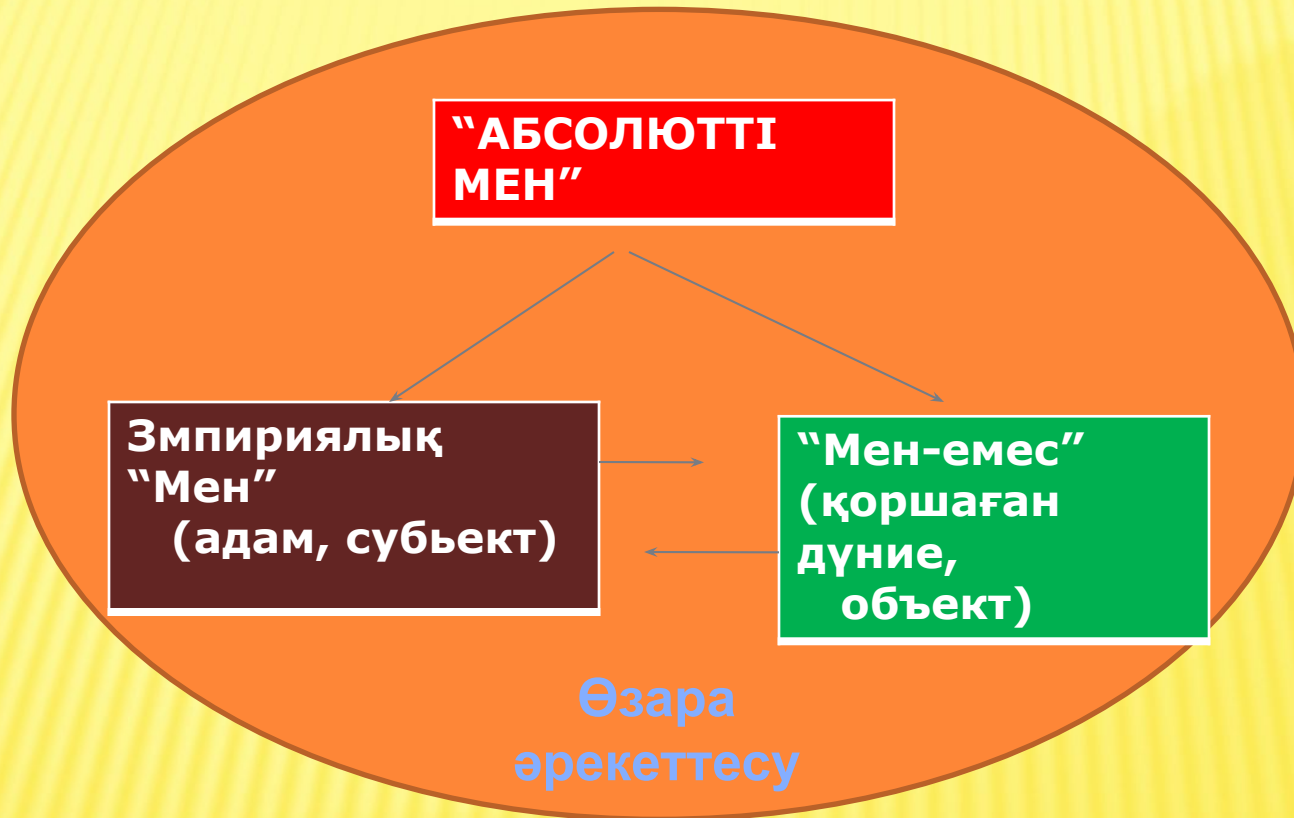 “АБСОЛЮТТІ
МЕН”
Змпириялық
“Мен”
(адам, субьект)
“Мен-емес”
(қоршаған
дүние,
объект)
Өзара
әрекеттесу